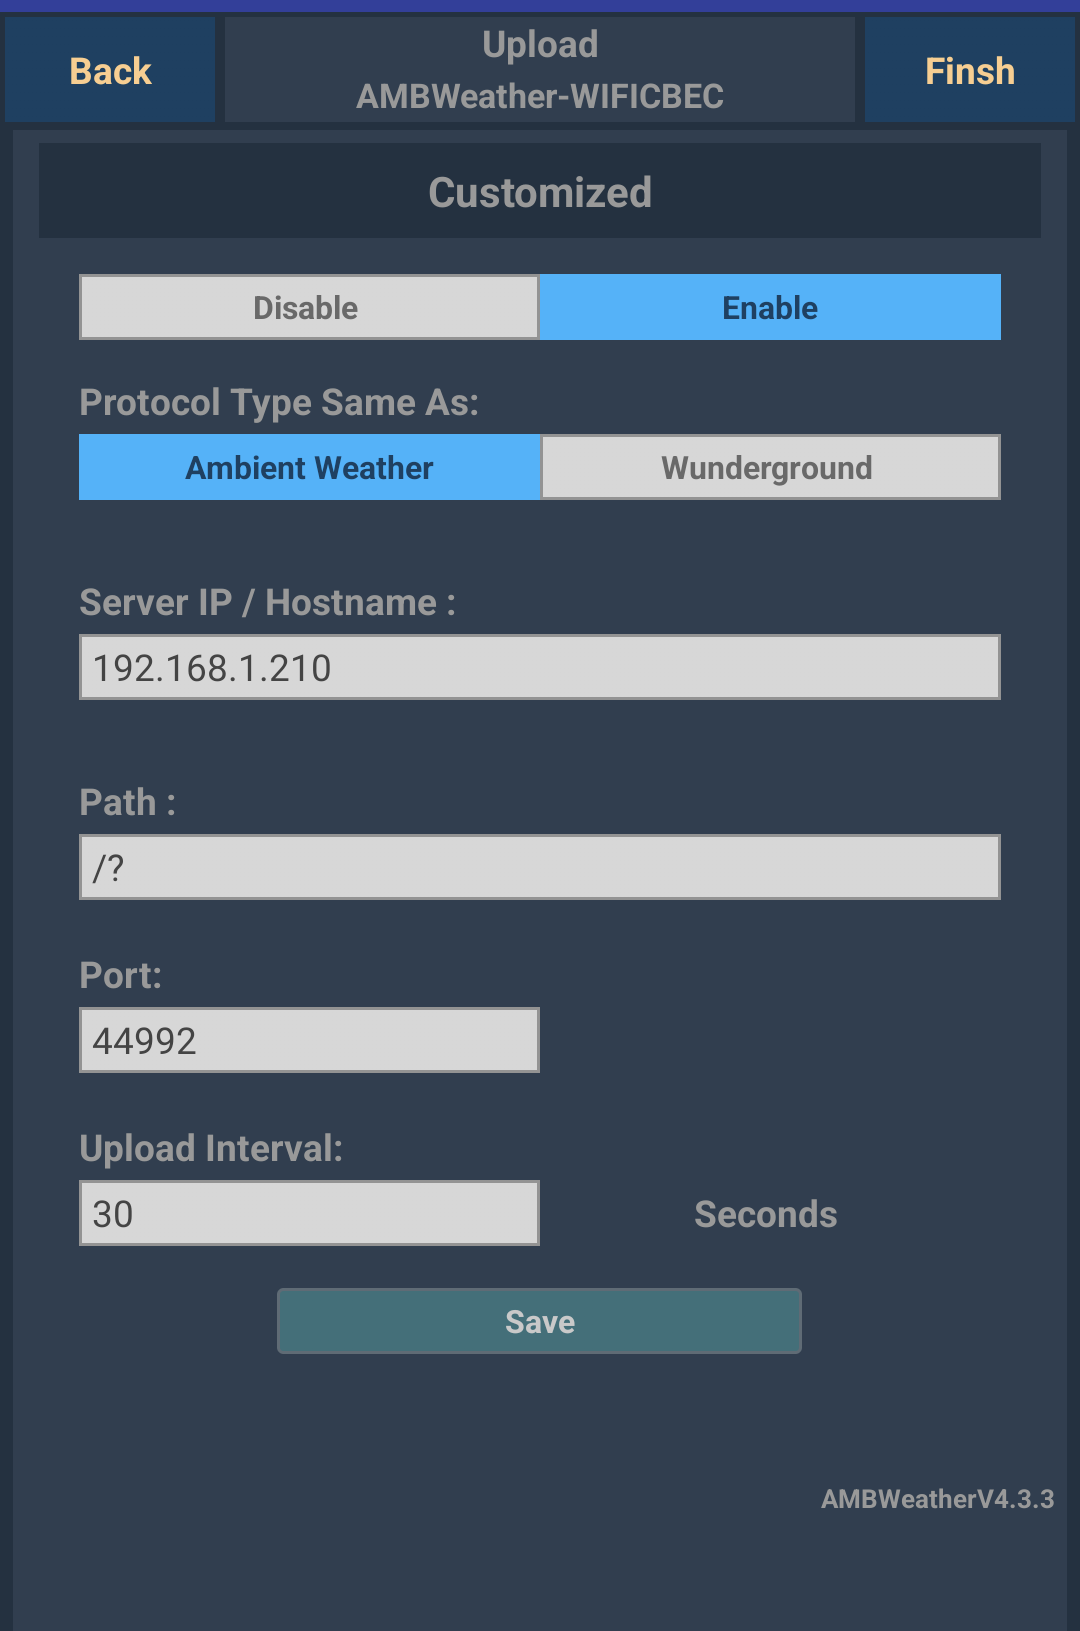 Back
Upload
AMBWeather-WIFICBEC
Finsh
Customized
Disable
Enable
Protocol Type Same As:
Ambient Weather
Wunderground
Server IP / Hostname :
192.168.1.210
Path :
/?
Port:
44992
Upload Interval:
30
Seconds
Save
AMBWeatherV4.3.3